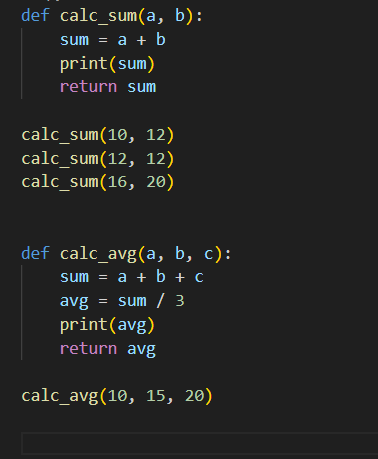 def calc_sum(a, b):
    sum = a + b
    print(sum)
    return sum
calc_sum(10, 12)
calc_sum(12, 12)
calc_sum(16, 20)
def calc_avg(a, b, c):
    sum = a + b + c
    avg = sum / 3
    print(avg)
    return avg
calc_avg(10, 15, 20)